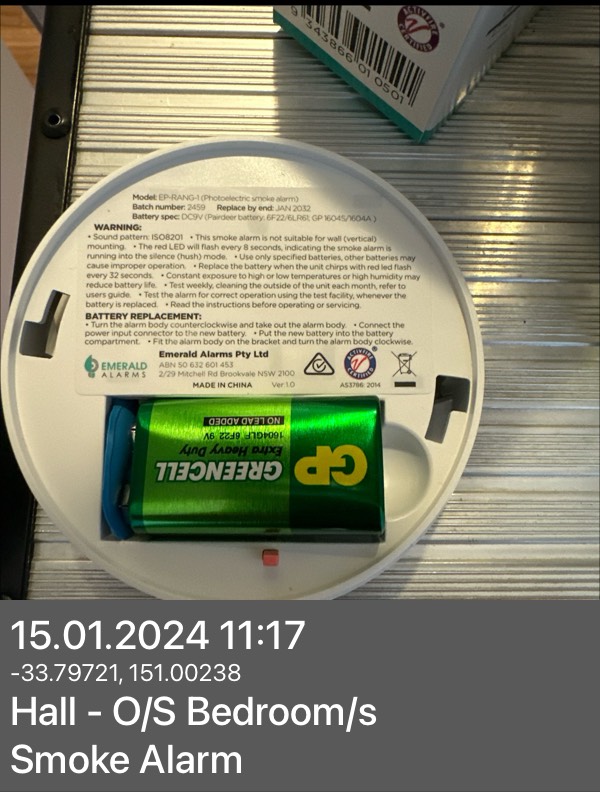 9 343866 010501
ACTIVFIRE
CERTIFIED
Model: EP-RANG-1 (Photoelectric smoke alarm)
Batch number: 2459 Replace by end: JAN 2032
Battery spec: DC9V (Pairdeer battery: 6F22/6LR61; GP 1604S/1604A.)
WARNING:
• Sound pattern: ISO8201 • This smoke alarm is not suitable for wall (vertical)
mounting. • The red LED will flash every 8 seconds, indicating the smoke alarm is
running into the silence (hush) mode. • Use only specified batteries, other batteries may
cause improper operation. • Replace the battery when the unit chirps with red led flash
every 32 seconds. • Constant exposure to high or low temperatures or high humidity may
reduce battery life. • Test weekly, cleaning the outside of the unit each month, refer to
users guide. • Test the alarm for correct operation using the test facility, whenever the
battery is replaced. • Read the instructions before operating or servicing.
BATTERY REPLACEMENT:
• Turn the alarm body counterclockwise and take out the alarm body. • Connect the
power input connector to the new battery. • Put the new battery into the battery
compartment. • Fit the alarm body on the bracket and turn the alarm body clockwise.
EMERALD
ALARMS
Emerald Alarms Pty Ltd
ABN 50 632 601 453
2/29 Mitchell Rd Brookvale NSW 2100
MADE IN CHINA Ver 1.0
AS3786: 2014
GP
GREENCELL
Extra Heavy Duty
1604GLF 6F22 9V
NO LEAD ADDED
15.01.2024 11:17
-33.79721, 151.00238
Hall - O/S Bedroom/s
Smoke Alarm